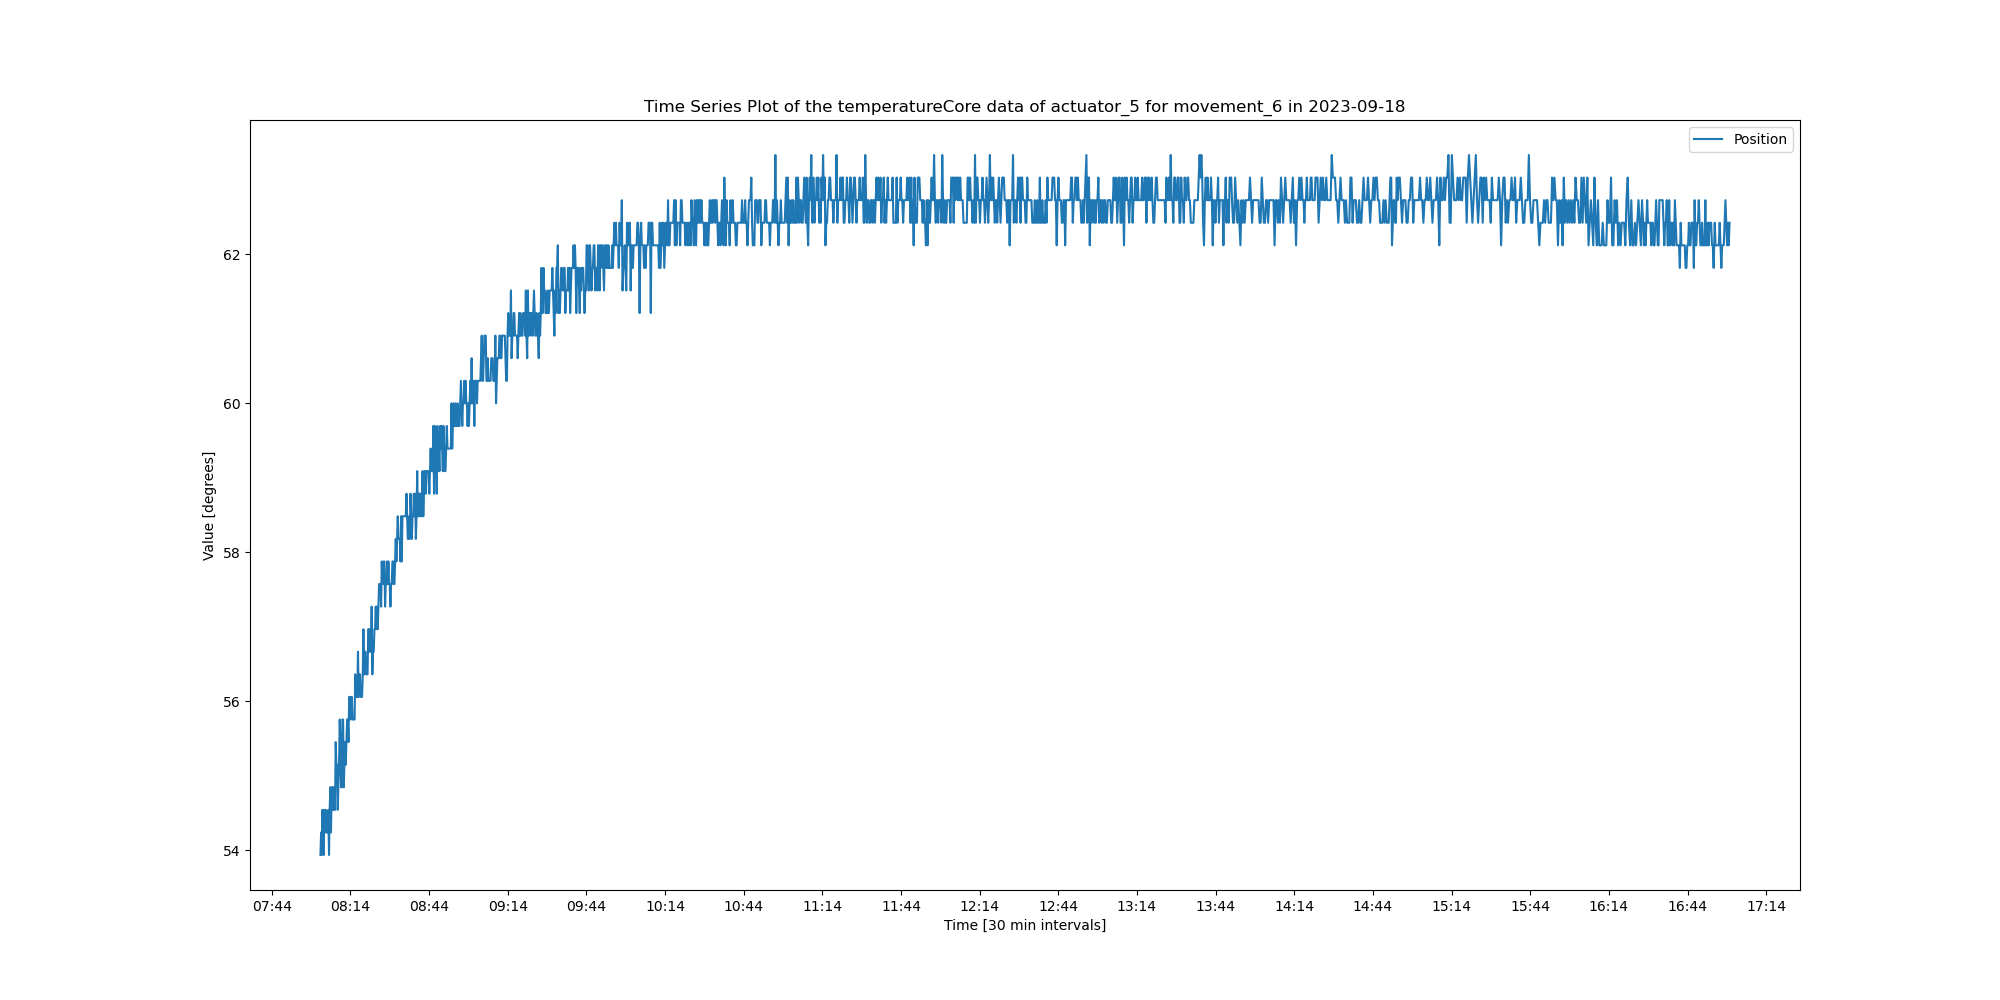 Time Series Plot of the temperatureCore data of actuator_5 for movement_6 in 2023-09-18
Position
Value [degrees]
62
60
58
56
54
07:44 08:14 08:44 09:14 09:44 10:14 10:44 11:14 11:44 12:14 12:44 13:14 13:44 14:14 14:44 15:14 15:44 16:14 16:44 17:14
Time [30 min intervals]